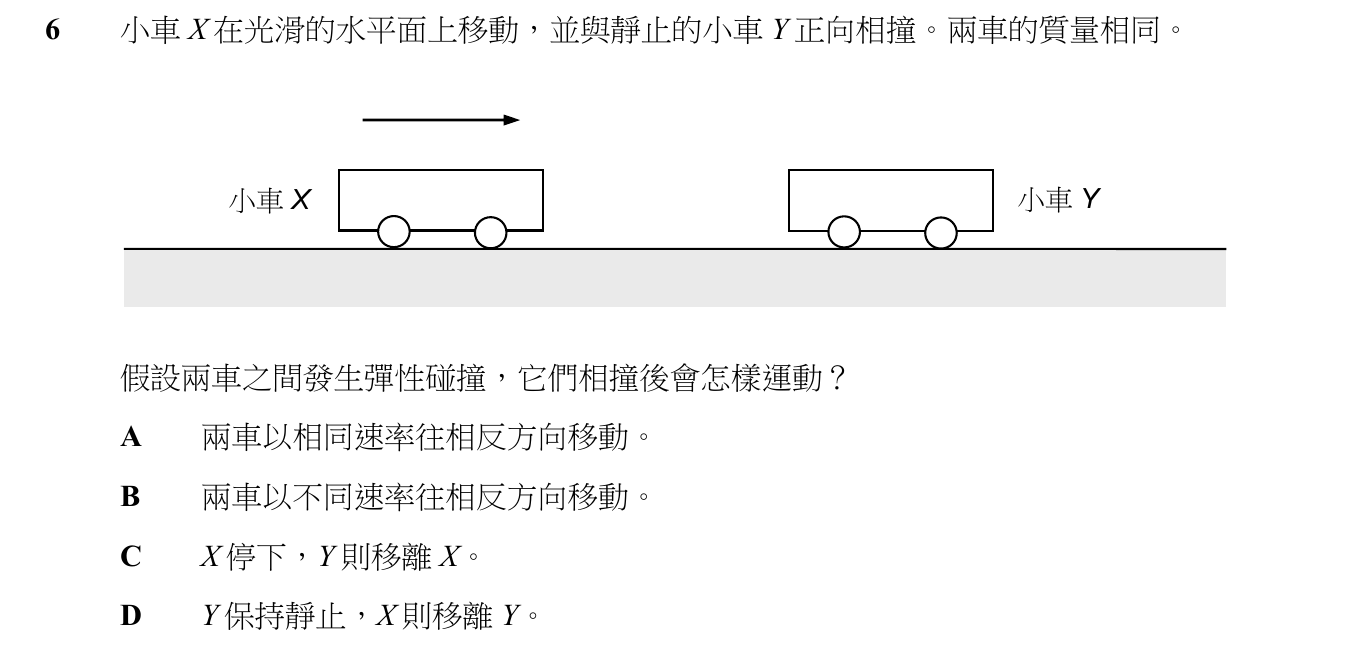 6 小車 X 在光滑的水平面上移動，並與靜止的小車 Y 正向相撞。兩車的質量相同。
小車 X
小車 Y
假設兩車之間發生彈性碰撞，它們相撞後會怎樣運動？
A 兩車以相同速率往相反方向移動。
B 兩車以不同速率往相反方向移動。
C X 停下，Y 則移離 X。
D Y 保持靜止，X 則移離 Y。